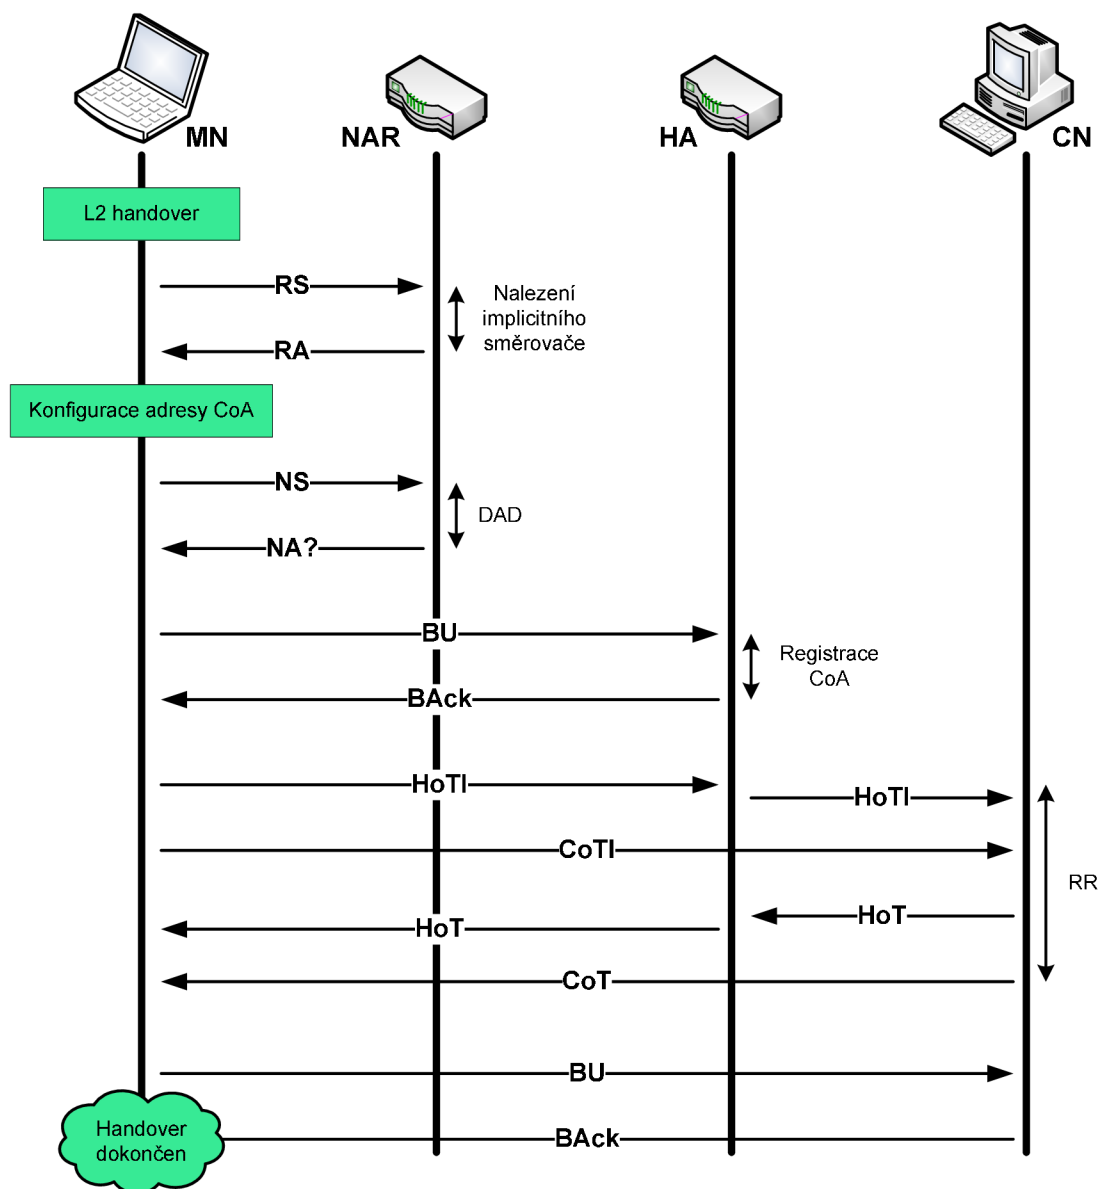 MN
NAR
HA
CN
L2 handover
RS
Nalezení
implicitního
směrovače
RA
Konfigurace adresy CoA
NS
DAD
NA?
BU
Registrace
CoA
BAck
HoTI
HoTI
CoTI
RR
HoT
HoT
CoT
BU
Handover
dokončen
BAck